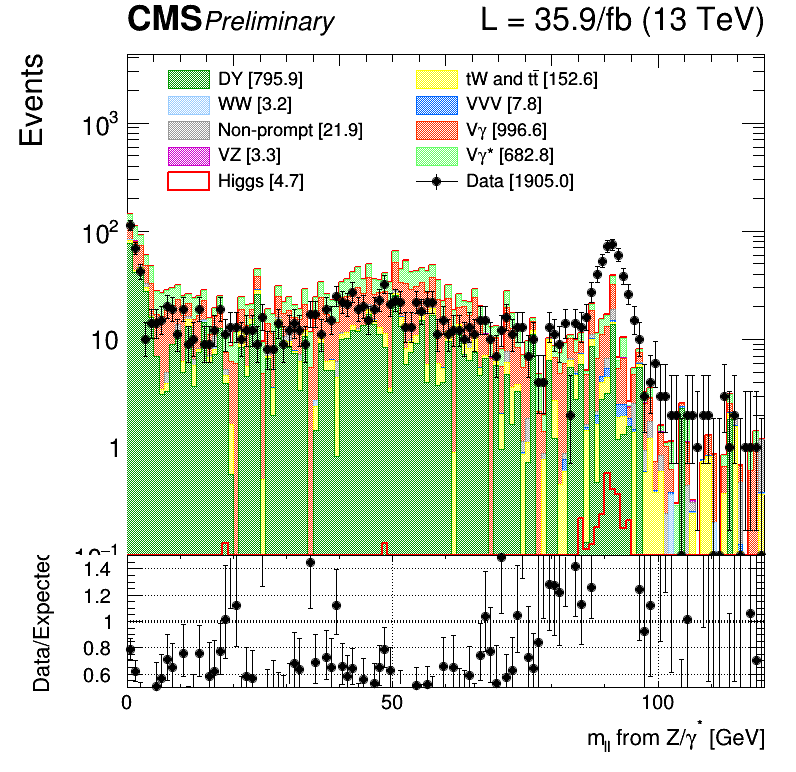 CMS Preliminary L = 35.9/fb (13 TeV)
Events
DY [795.9] tW and tt̄ [152.6]
WW [3.2] VVV [7.8]
Non-prompt [21.9] Vγ [996.6]
VZ [3.3] Vγ* [682.8]
Higgs [4.7] Data [1905.0]
10³
10²
10
1
10⁻¹
Data/Expected
1.4
1.2
1
0.8
0.6
0 50 100
m_ll from Z/γ* [GeV]